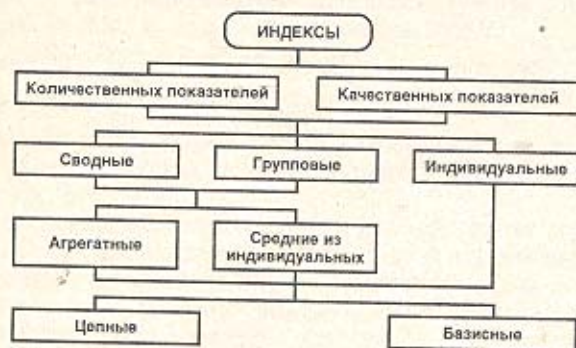 ИНДЕКСЫ
Количественных показателей
Качественных показателей
Сводные
Групповые
Индивидуальные
Агрегатные
Средние из
индивидуальных
Цепные
Базисные